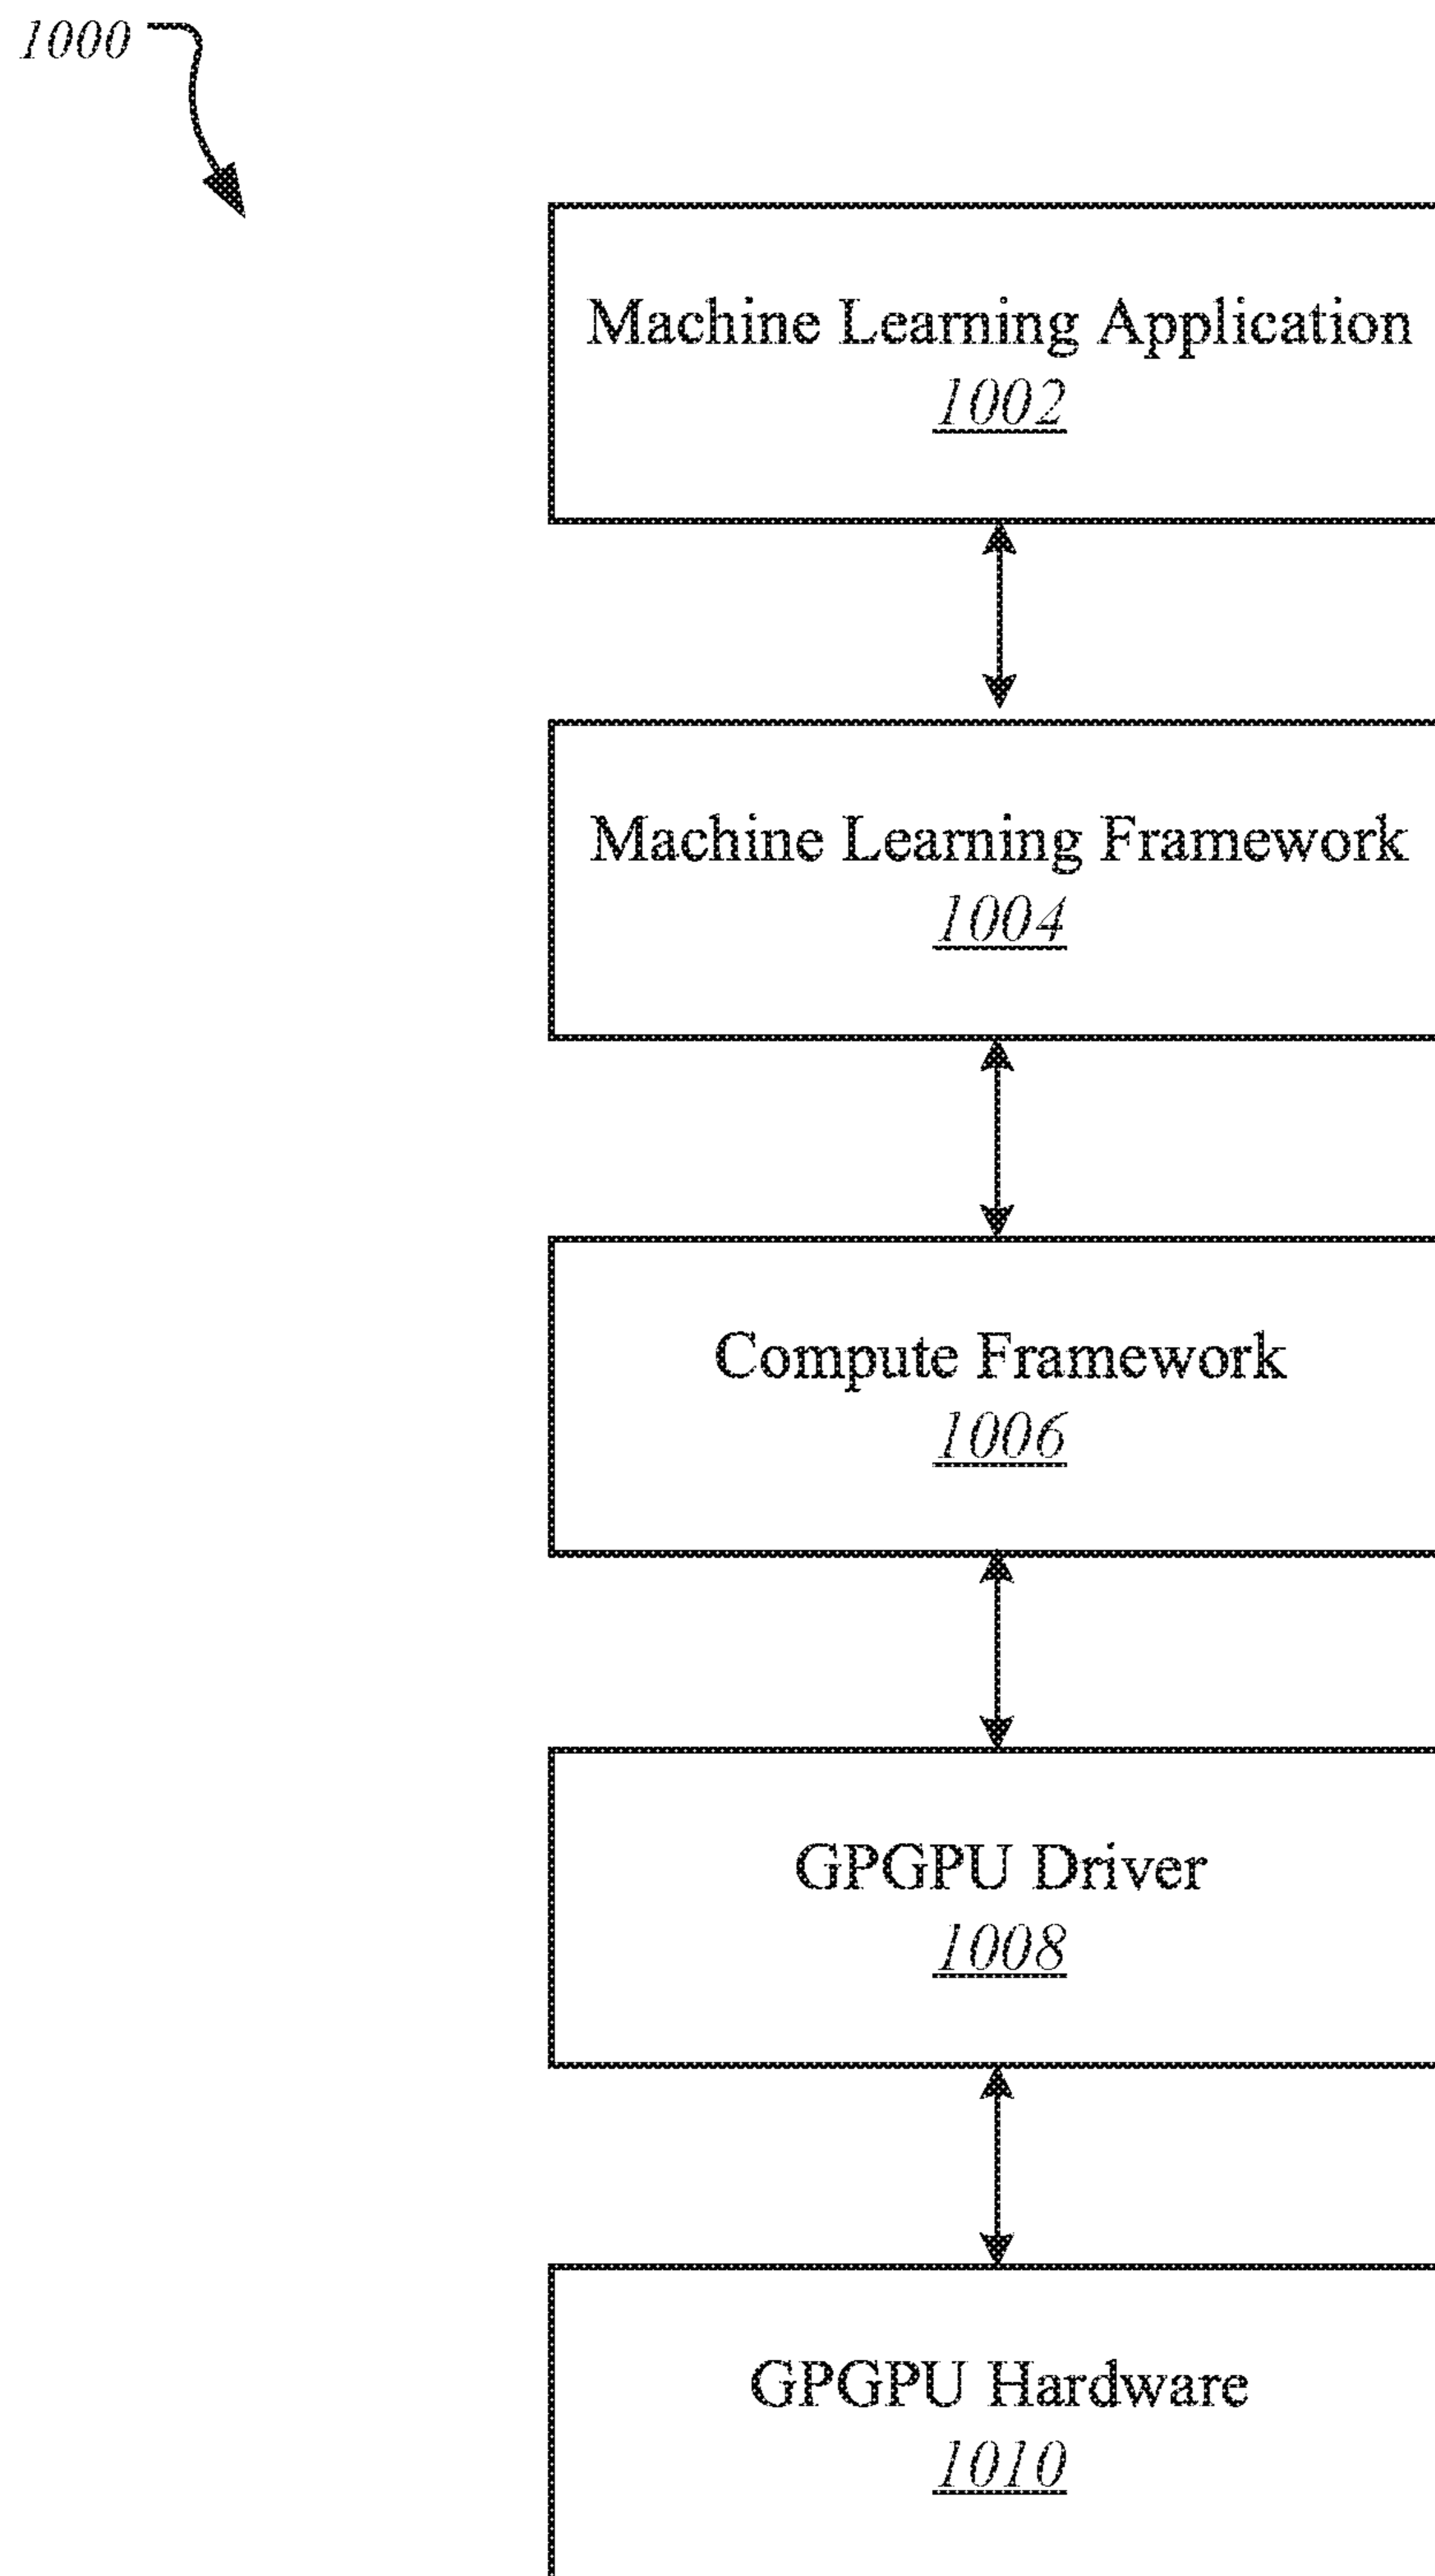 1000
Machine Learning Application
1002
Machine Learning Framework
1004
Compute Framework
1006
GPGPU Driver
1008
GPGPU Hardware
1010